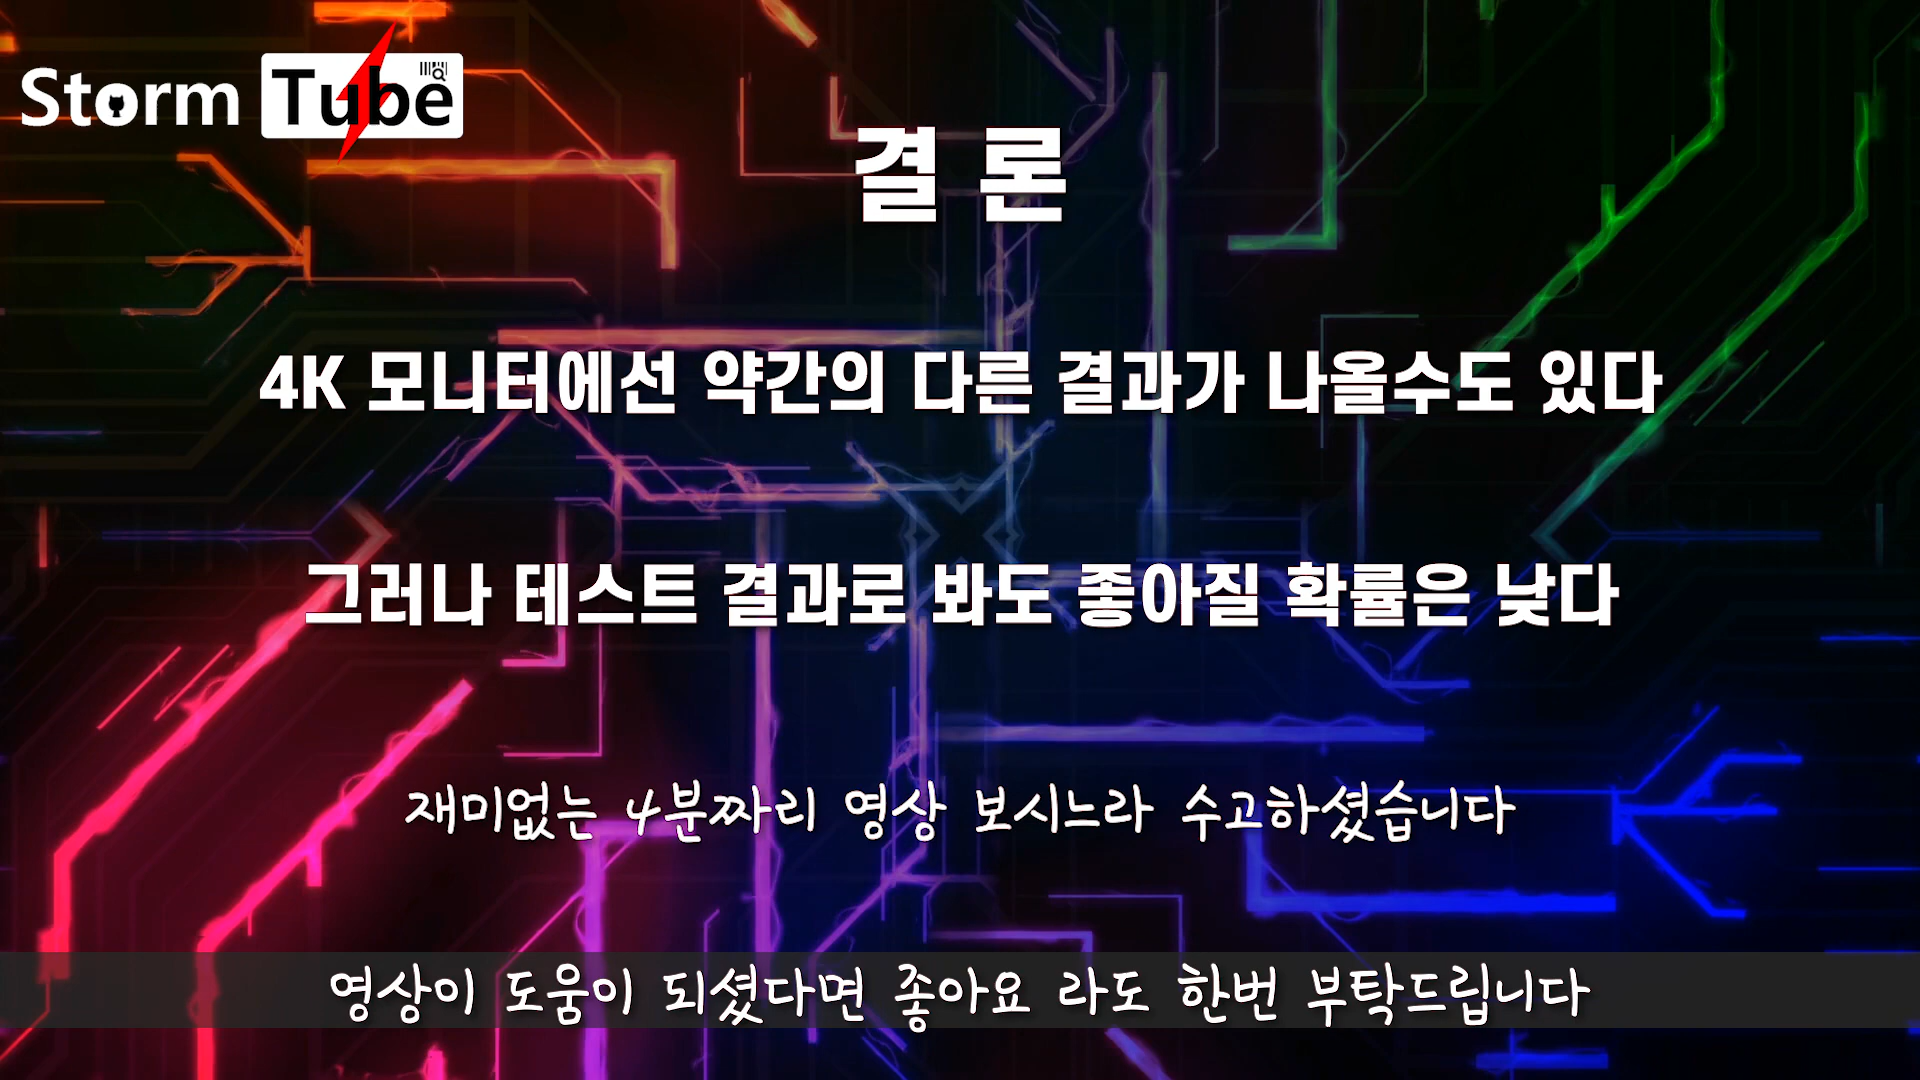 Storm Tube
결 론
4K 모니터에선 약간의 다른 결과가 나올수도 있다
그러나 테스트 결과로 봐도 좋아질 확률은 낮다
재미없는 4분짜리 영상 보시느라 수고하셨습니다
영상이 도움이 되셨다면 좋아요 라도 한번 부탁드립니다